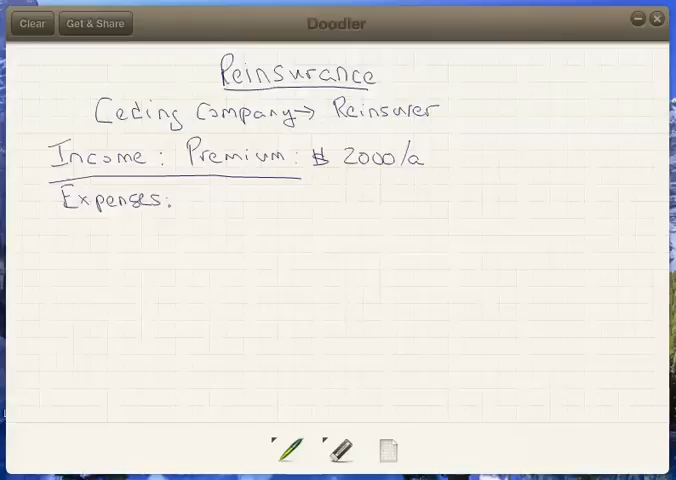 Doodler
Clear Get & Share
Reinsurance
Ceding Company → Reinsurer
Income: Premium: $ 2000/a
Expenses: